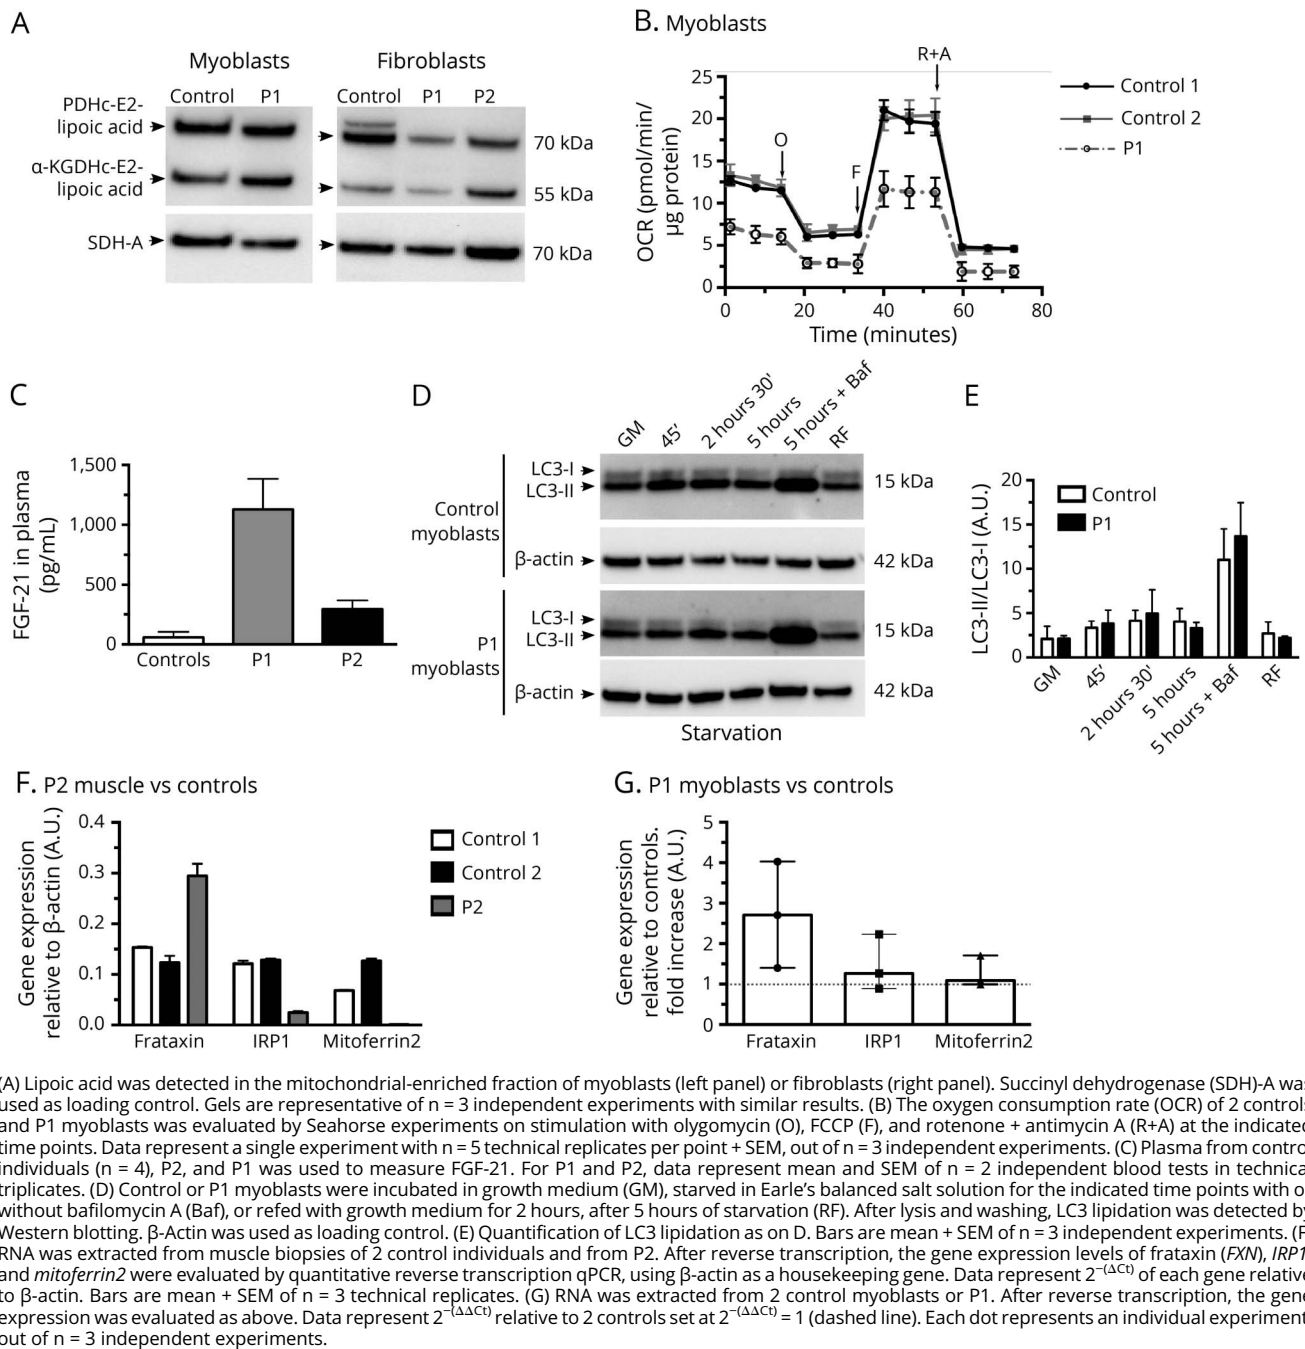 A
Myoblasts
Fibroblasts
Control P1
Control P1 P2
PDHc-E2-
lipoic acid
α-KGDHc-E2-
lipoic acid
SDH-A
70 kDa
55 kDa
70 kDa
B. Myoblasts
R+A
O
F
OCR (pmol/min/
μg protein)
25
20
15
10
5
0
0 20 40 60 80
Time (minutes)
Control 1
Control 2
P1
C
FGF-21 in plasma
(pg/mL)
1,500
1,000
500
0
Controls P1 P2
D
GM 45' 2 hours 30' 5 hours 5 hours + Baf RF
Control
myoblasts
LC3-I
LC3-II
15 kDa
β-actin
42 kDa
P1
myoblasts
LC3-I
LC3-II
15 kDa
β-actin
42 kDa
Starvation
E
LC3-II/LC3-I (A.U.)
20
15
10
5
0
Control
P1
GM 45' 2 hours 30' 5 hours 5 hours + Baf RF
F. P2 muscle vs controls
Gene expression
relative to β-actin (A.U.)
0.4
0.3
0.2
0.1
0.0
Frataxin IRP1 Mitoferrin2
Control 1
Control 2
P2
G. P1 myoblasts vs controls
Gene expression
relative to controls.
fold increase (A.U.)
5
4
3
2
1
0
Frataxin IRP1 Mitoferrin2
(A) Lipoic acid was detected in the mitochondrial-enriched fraction of myoblasts (left panel) or fibroblasts (right panel). Succinyl dehydrogenase (SDH)-A was
used as loading control. Gels are representative of n = 3 independent experiments with similar results. (B) The oxygen consumption rate (OCR) of 2 controls
and P1 myoblasts was evaluated by Seahorse experiments on stimulation with olygomycin (O), FCCP (F), and rotenone + antimycin A (R+A) at the indicated
time points. Data represent a single experiment with n = 5 technical replicates per point + SEM, out of n = 3 independent experiments. (C) Plasma from control
individuals (n = 4), P2, and P1 was used to measure FGF-21. For P1 and P2, data represent mean and SEM of n = 2 independent blood tests in technical
triplicates. (D) Control or P1 myoblasts were incubated in growth medium (GM), starved in Earle's balanced salt solution for the indicated time points with o
without bafilomycin A (Baf), or refed with growth medium for 2 hours, after 5 hours of starvation (RF). After lysis and washing, LC3 lipidation was detected by
Western blotting. β-Actin was used as loading control. (E) Quantification of LC3 lipidation as on D. Bars are mean + SEM of n = 3 independent experiments. (F
RNA was extracted from muscle biopsies of 2 control individuals and from P2. After reverse transcription, the gene expression levels of frataxin (FXN), IRP1
and mitoferrin2 were evaluated by quantitative reverse transcription qPCR, using β-actin as a housekeeping gene. Data represent 2−(ΔCt) of each gene relative
to β-actin. Bars are mean + SEM of n = 3 technical replicates. (G) RNA was extracted from 2 control myoblasts or P1. After reverse transcription, the gene
expression was evaluated as above. Data represent 2−(ΔΔCt) relative to 2 controls set at 2−(ΔΔCt) = 1 (dashed line). Each dot represents an individual experiment
out of n = 3 independent experiments.